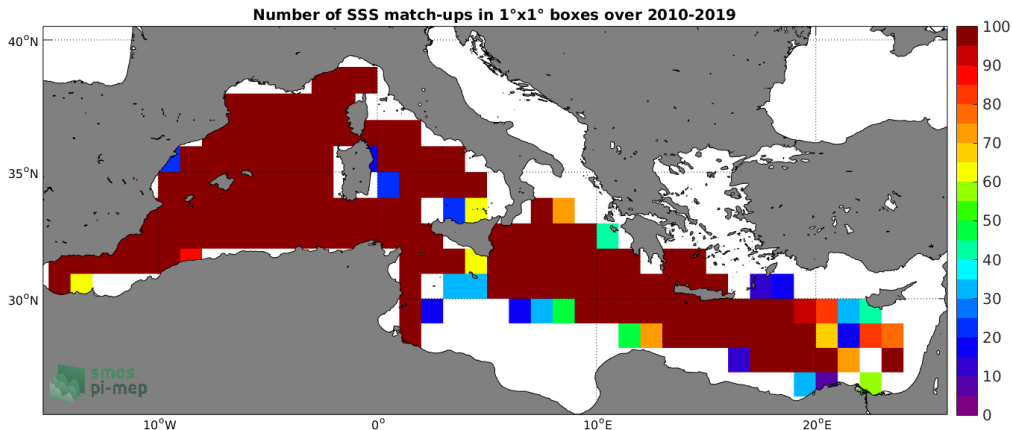 Number of SSS match-ups in 1°x1° boxes over 2010-2019
40°N
35°N
30°N
10°W
0°
10°E
20°E
100
90
80
70
60
50
40
30
20
10
0
smos
pi-mep